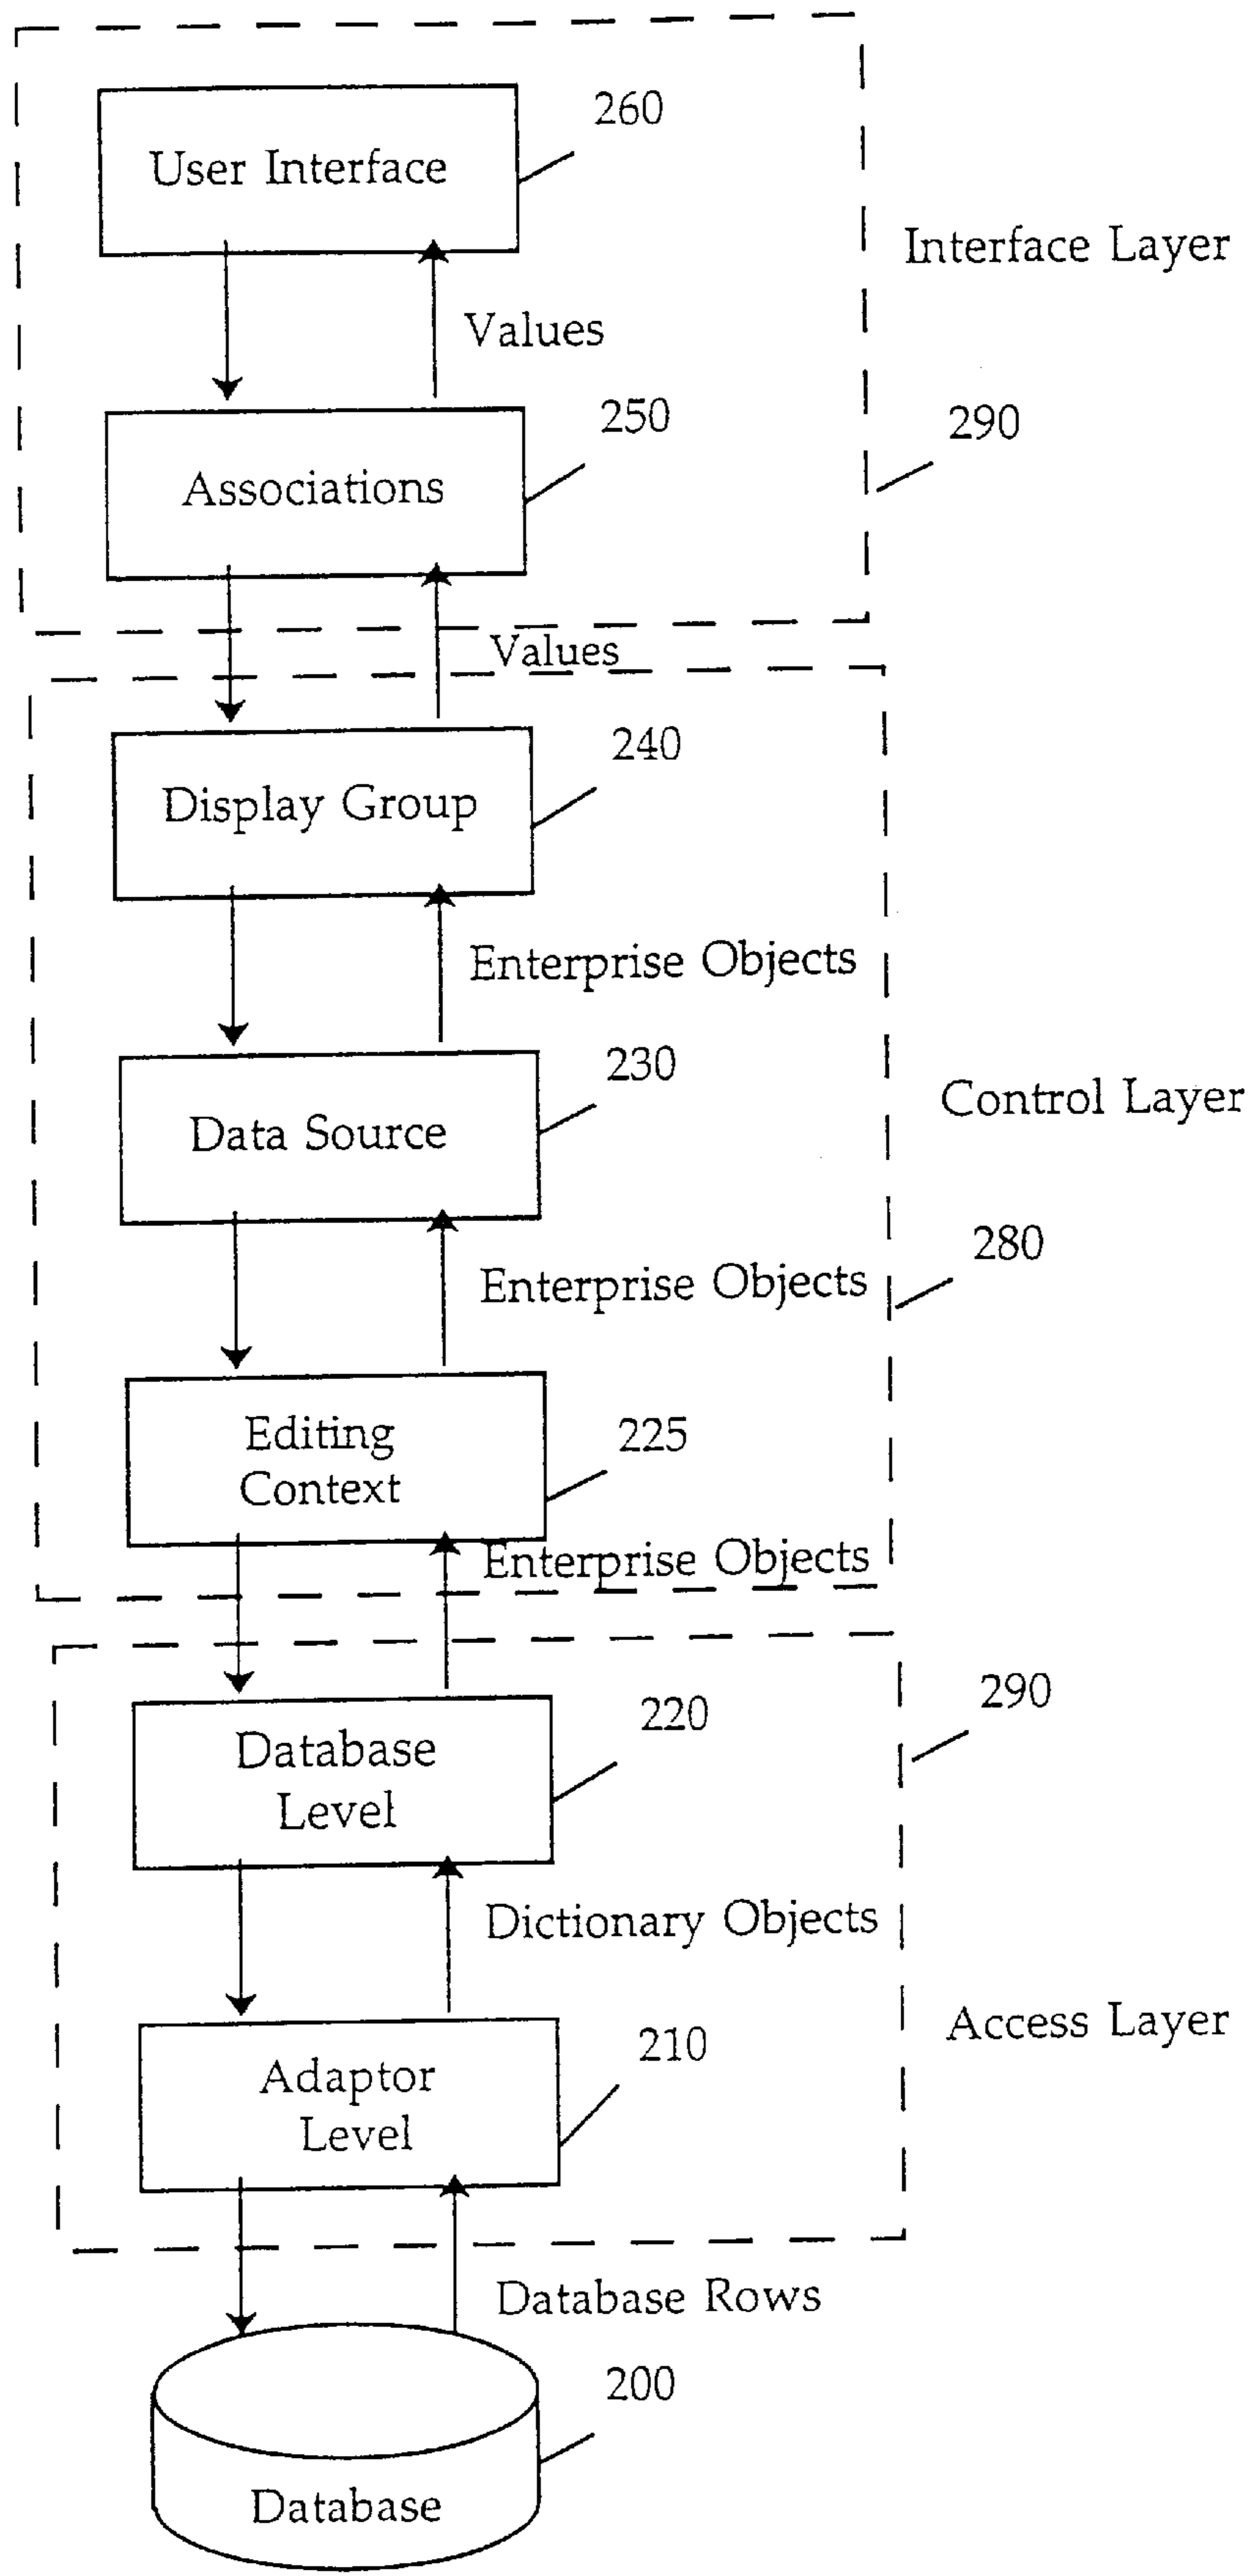 260
User Interface
Interface Layer
Values
250
290
Associations
Values
240
Display Group
Enterprise Objects
230
Control Layer
Data Source
280
Enterprise Objects
Editing
Context
225
Enterprise Objects
290
220
Database
Level
Dictionary Objects
Access Layer
210
Adaptor
Level
Database Rows
200
Database